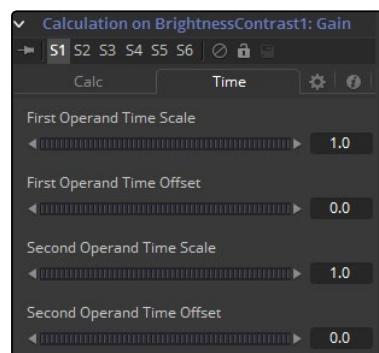 Calculation on BrightnessContrast1: Gain
S1 S2 S3 S4 S5 S6
Calc Time
First Operand Time Scale
1.0
First Operand Time Offset
0.0
Second Operand Time Scale
1.0
Second Operand Time Offset
0.0